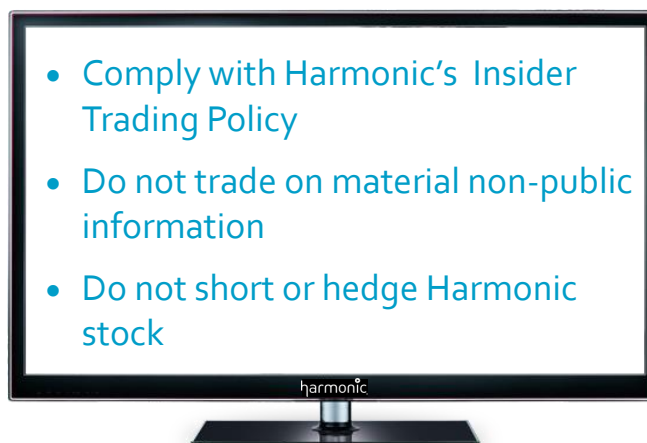 • Comply with Harmonic’s  Insider
Trading Policy
• Do not trade on material non-public
information
• Do not short or hedge Harmonic
stock
harmonic